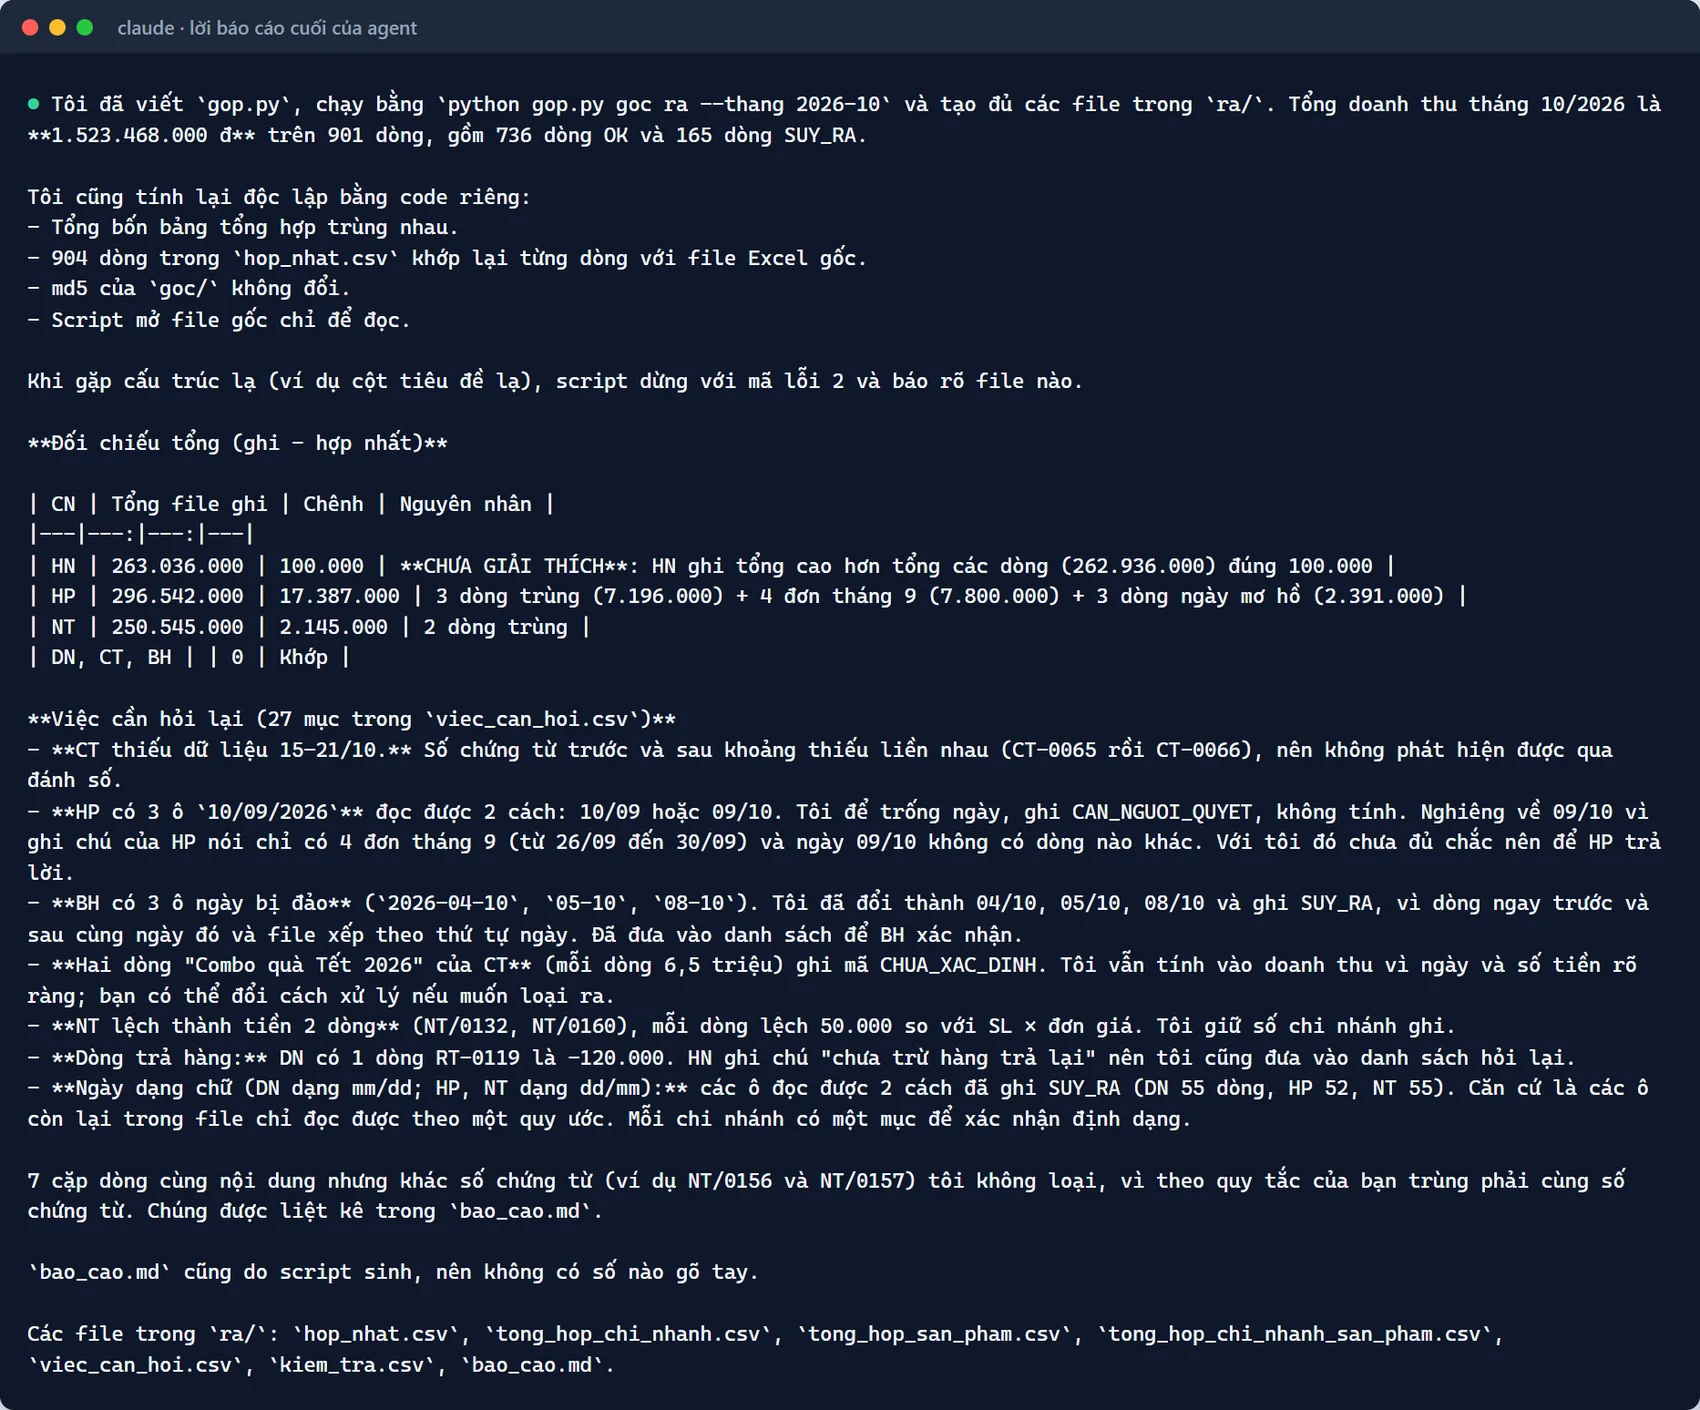 claude · lời báo cáo cuối của agent
● Tôi đã viết `gop.py`, chạy bằng `python gop.py goc ra --thang 2026-10` và tạo đủ các file trong `ra/`. Tổng doanh thu tháng 10/2026 là
**1.523.468.000 đ** trên 901 dòng, gồm 736 dòng OK và 165 dòng SUY_RA.
Tôi cũng tính lại độc lập bằng code riêng:
- Tổng bốn bảng tổng hợp trùng nhau.
- 904 dòng trong `hop_nhat.csv` khớp lại từng dòng với file Excel gốc.
- md5 của `goc/` không đổi.
- Script mở file gốc chỉ để đọc.
Khi gặp cấu trúc lạ (ví dụ cột tiêu đề lạ), script dừng với mã lỗi 2 và báo rõ file nào.
**Đối chiếu tổng (ghi - hợp nhất)**
| CN | Tổng file ghi | Chênh | Nguyên nhân |
|---|---:|---:|---|
| HN | 263.036.000 | 100.000 | **CHƯA GIẢI THÍCH**: HN ghi tổng cao hơn tổng các dòng (262.936.000) đúng 100.000 |
| HP | 296.542.000 | 17.387.000 | 3 dòng trùng (7.196.000) + 4 đơn tháng 9 (7.800.000) + 3 dòng ngày mơ hồ (2.391.000) |
| NT | 250.545.000 | 2.145.000 | 2 dòng trùng |
| DN, CT, BH | | 0 | Khớp |
**Việc cần hỏi lại (27 mục trong `viec_can_hoi.csv`)**
- **CT thiếu dữ liệu 15-21/10.** Số chứng từ trước và sau khoảng thiếu liền nhau (CT-0065 rồi CT-0066), nên không phát hiện được qua
đánh số.
- **HP có 3 ô `10/09/2026`** đọc được 2 cách: 10/09 hoặc 09/10. Tôi để trống ngày, ghi CAN_NGUOI_QUYET, không tính. Nghiêng về 09/10 vì
ghi chú của HP nói chỉ có 4 đơn tháng 9 (từ 26/09 đến 30/09) và ngày 09/10 không có dòng nào khác. Với tôi đó chưa đủ chắc nên để HP trả
lời.
- **BH có 3 ô ngày bị đảo** (`2026-04-10`, `05-10`, `08-10`). Tôi đã đổi thành 04/10, 05/10, 08/10 và ghi SUY_RA, vì dòng ngay trước và
sau cùng ngày đó và file xếp theo thứ tự ngày. Đã đưa vào danh sách để BH xác nhận.
- **Hai dòng "Combo quà Tết 2026" của CT** (mỗi dòng 6,5 triệu) ghi mã CHUA_XAC_DINH. Tôi vẫn tính vào doanh thu vì ngày và số tiền rõ
ràng; bạn có thể đổi cách xử lý nếu muốn loại ra.
- **NT lệch thành tiền 2 dòng** (NT/0132, NT/0160), mỗi dòng lệch 50.000 so với SL × đơn giá. Tôi giữ số chi nhánh ghi.
- **Dòng trả hàng:** DN có 1 dòng RT-0119 là -120.000. HN ghi chú "chưa trừ hàng trả lại" nên tôi cũng đưa vào danh sách hỏi lại.
- **Ngày dạng chữ (DN dạng mm/dd; HP, NT dạng dd/mm):** các ô đọc được 2 cách đã ghi SUY_RA (DN 55 dòng, HP 52, NT 55). Căn cứ là các ô
còn lại trong file chỉ đọc được theo một quy ước. Mỗi chi nhánh có một mục để xác nhận định dạng.
7 cặp dòng cùng nội dung nhưng khác số chứng từ (ví dụ NT/0156 và NT/0157) tôi không loại, vì theo quy tắc của bạn trùng phải cùng số
chứng từ. Chúng được liệt kê trong `bao_cao.md`.
`bao_cao.md` cũng do script sinh, nên không có số nào gõ tay.
Các file trong `ra/`: `hop_nhat.csv`, `tong_hop_chi_nhanh.csv`, `tong_hop_san_pham.csv`, `tong_hop_chi_nhanh_san_pham.csv`,
`viec_can_hoi.csv`, `kiem_tra.csv`, `bao_cao.md`.